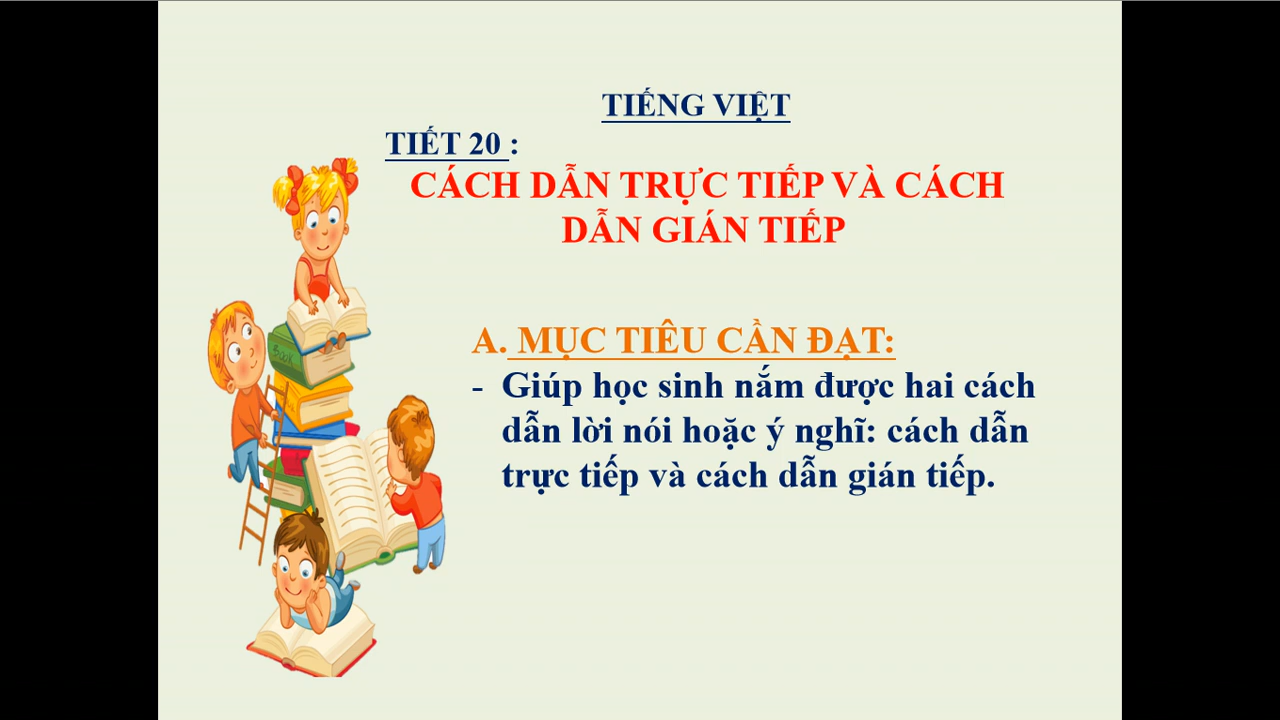 TIẾNG VIỆT
TIẾT 20 :
CÁCH DẪN TRỰC TIẾP VÀ CÁCH
DẪN GIÁN TIẾP
A. MỤC TIÊU CẦN ĐẠT:
- Giúp học sinh nắm được hai cách
dẫn lời nói hoặc ý nghĩ: cách dẫn
trực tiếp và cách dẫn gián tiếp.